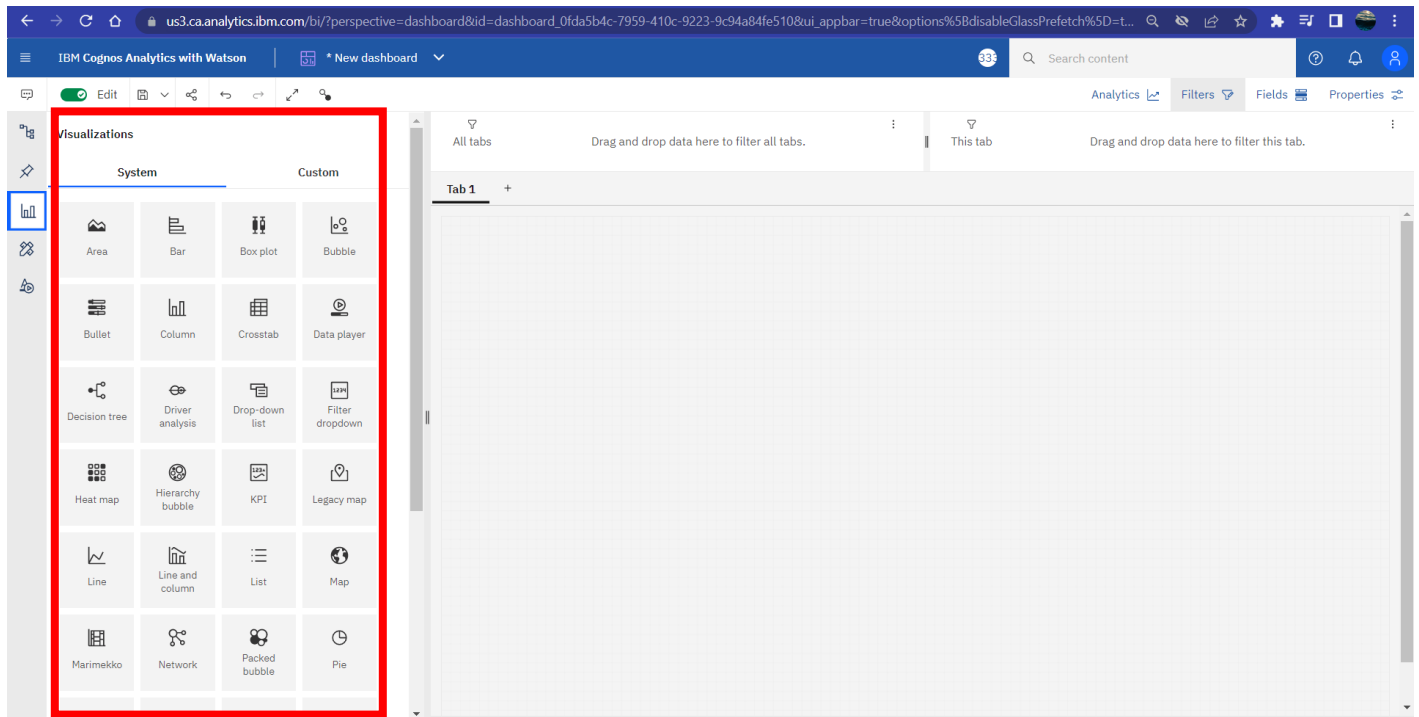 us3.ca.analytics.ibm.com/bi/?perspective=dashboard&id=dashboard_0fda5b4c-7959-410c-9223-9c94a84fe510&ui_appbar=true&options%5BdisableGlassPrefetch%5D=t...
IBM Cognos Analytics with Watson
* New dashboard
333
Search content
Edit
Analytics
Filters
Fields
Properties
Visualizations
System
Custom
All tabs
Drag and drop data here to filter all tabs.
This tab
Drag and drop data here to filter this tab.
Tab 1
+
Area
Bar
Box plot
Bubble
Bullet
Column
Crosstab
Data player
Decision tree
Driver
analysis
Drop-down
list
1234
Filter
dropdown
Heat map
Hierarchy
bubble
123+
KPI
Legacy map
Line
Line and
column
List
Map
Marimekko
Network
Packed
bubble
Pie